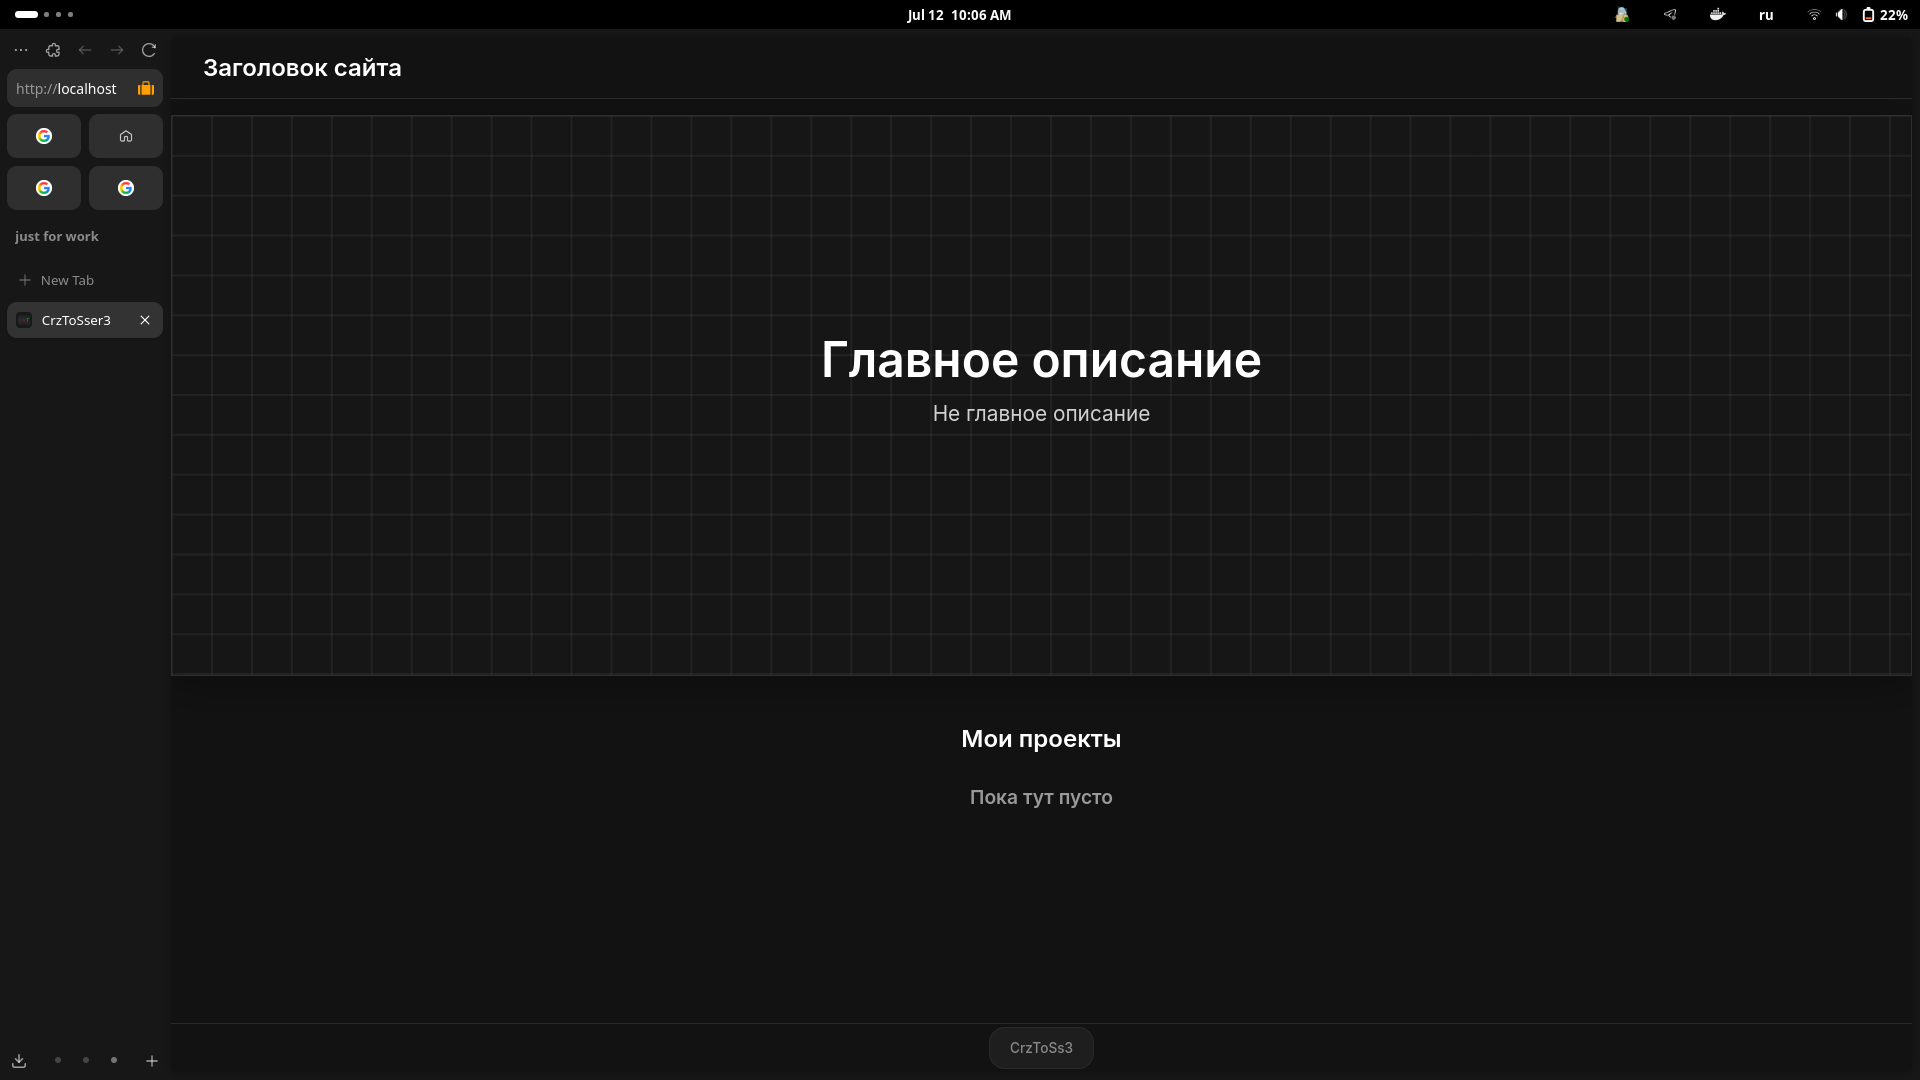 Jul 12 10:06 AM
ru
22%
http://localhost
just for work
New Tab
CrzToSser3
Заголовок сайта
Главное описание
Не главное описание
Мои проекты
Пока тут пусто
CrzToSs3